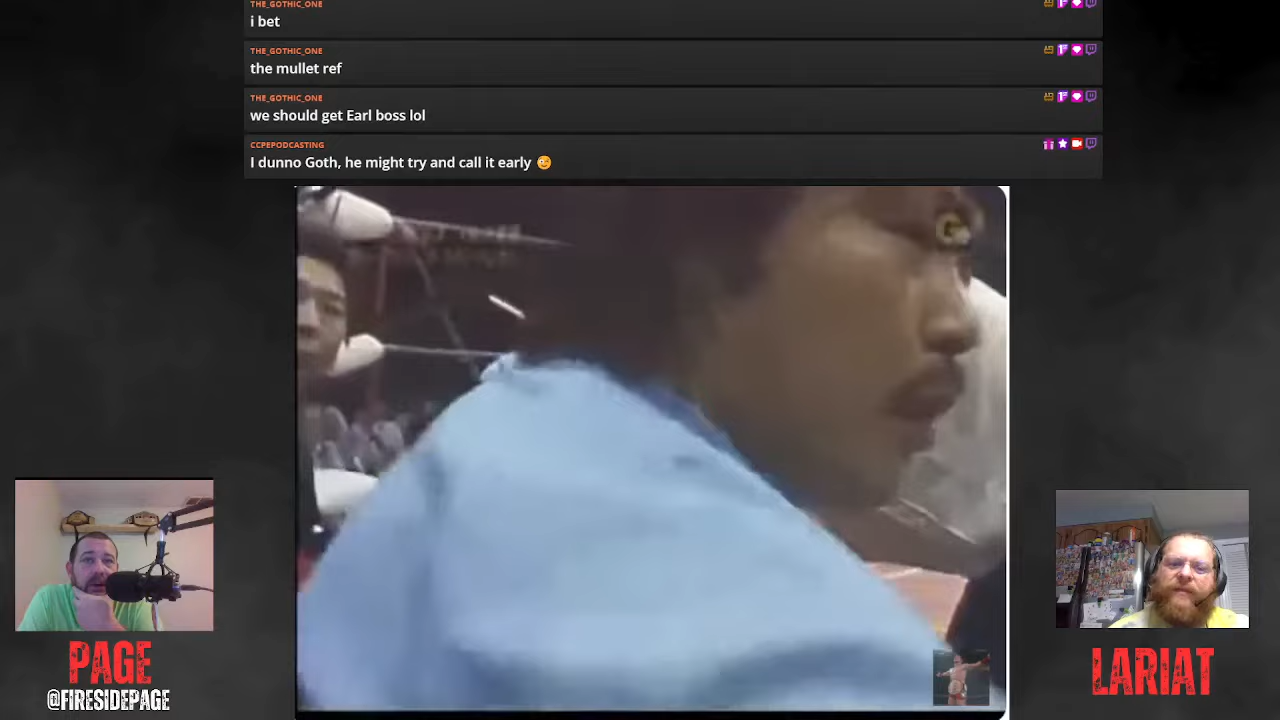 THE_GOTHIC_ONE
i bet
THE_GOTHIC_ONE
the mullet ref
THE_GOTHIC_ONE
we should get Earl boss lol
CCPEPODCASTING
I dunno Goth, he might try and call it early
PAGE
@FIRESIDEPAGE
LARIAT